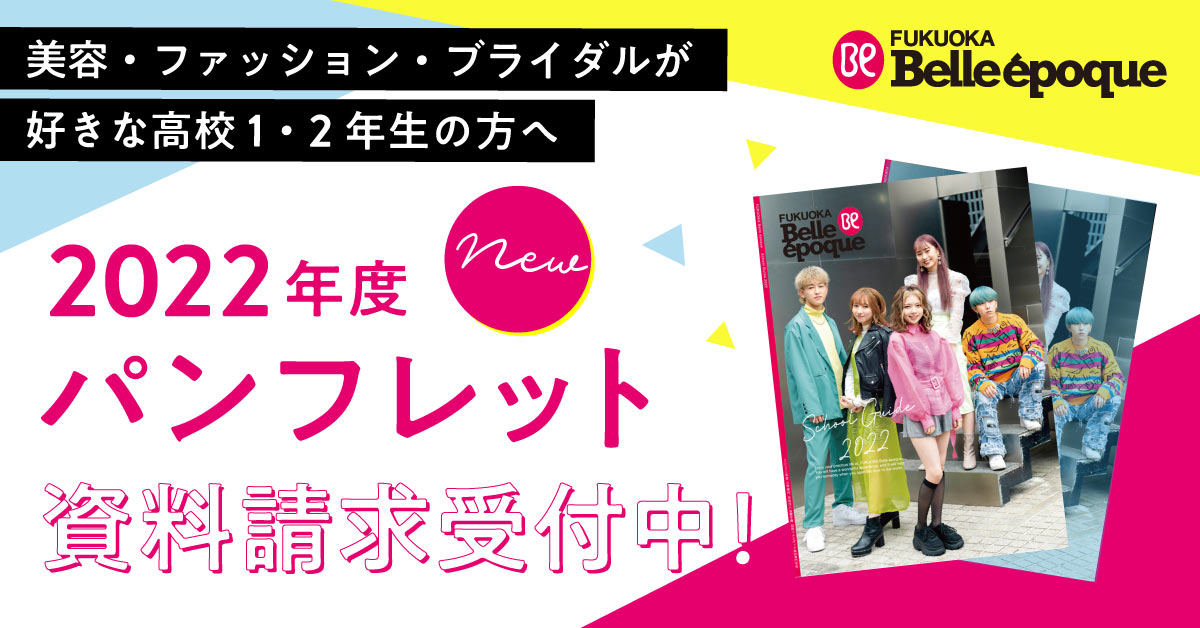 美容・ファッション・ブライダルが
好きな高校1・2年生の方へ
Be
FUKUOKA
Belle époque
New
2022年度
パンフレット
資料請求受付中!
FUKUOKA
Belle
époque
Be
School Guide
2022